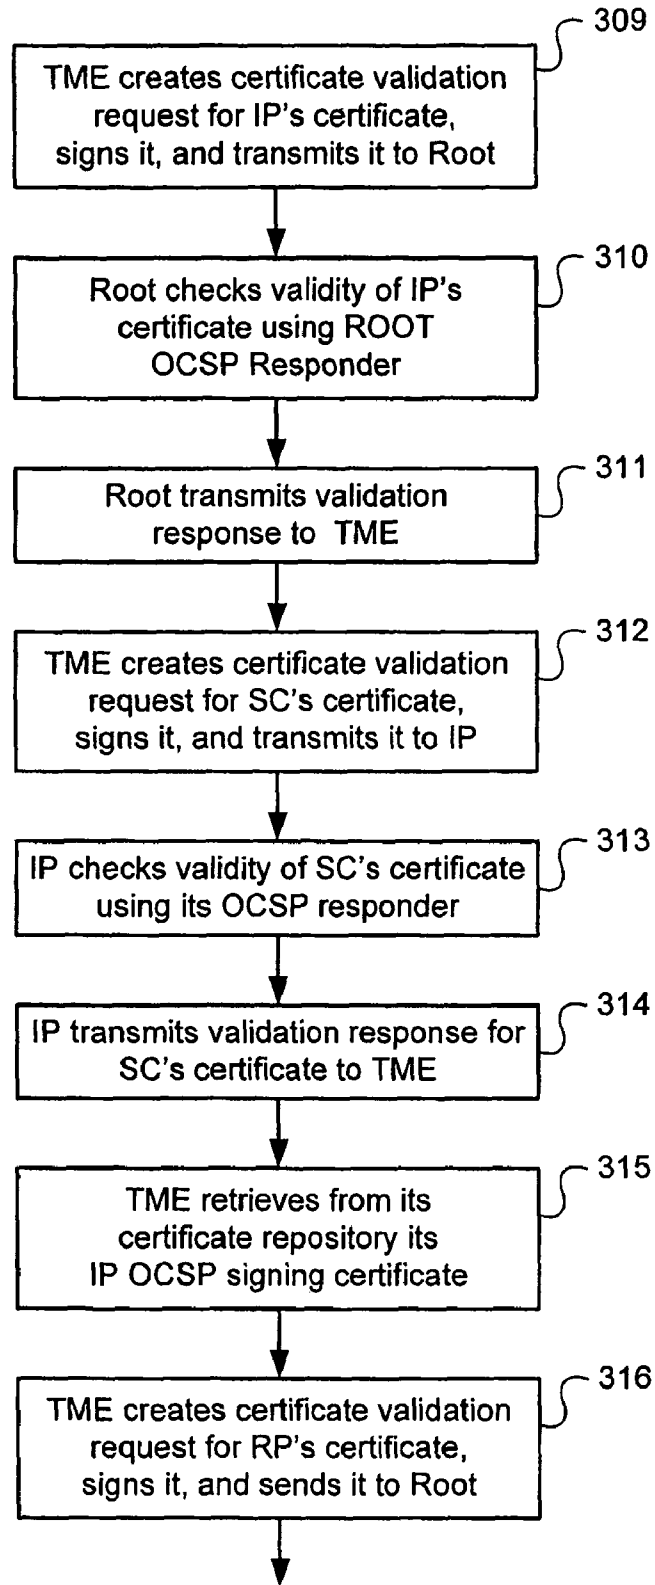 309
TME creates certificate validation
request for IP's certificate,
signs it, and transmits it to Root
310
Root checks validity of IP's
certificate using ROOT
OCSP Responder
311
Root transmits validation
response to TME
312
TME creates certificate validation
request for SC's certificate,
signs it, and transmits it to IP
313
IP checks validity of SC's certificate
using its OCSP responder
314
IP transmits validation response for
SC's certificate to TME
315
TME retrieves from its
certificate repository its
IP OCSP signing certificate
316
TME creates certificate validation
request for RP's certificate,
signs it, and sends it to Root